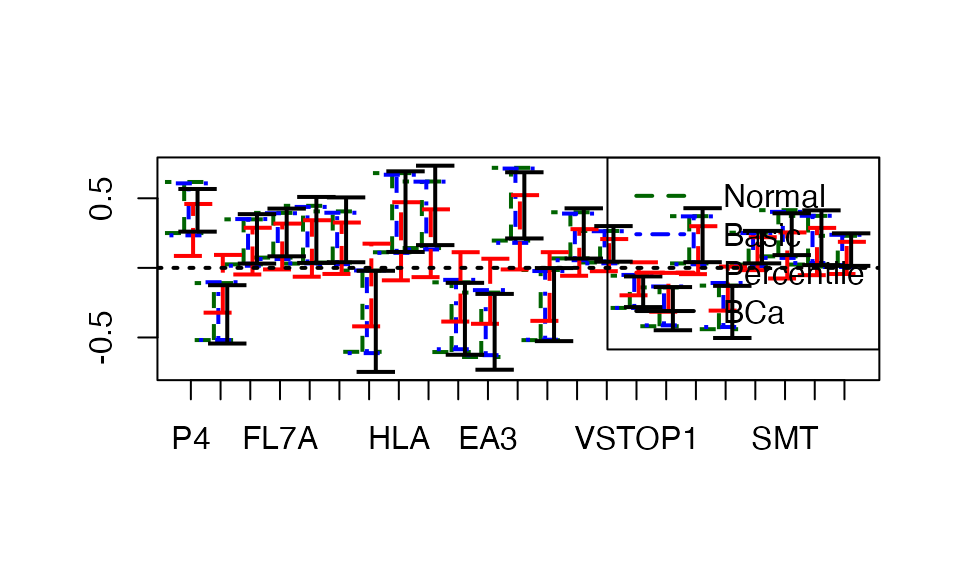 0.5
-0.5
Normal
Basic
Percentile
BCa
P4 FL7A HLA EA3 VSTOP1 SMT